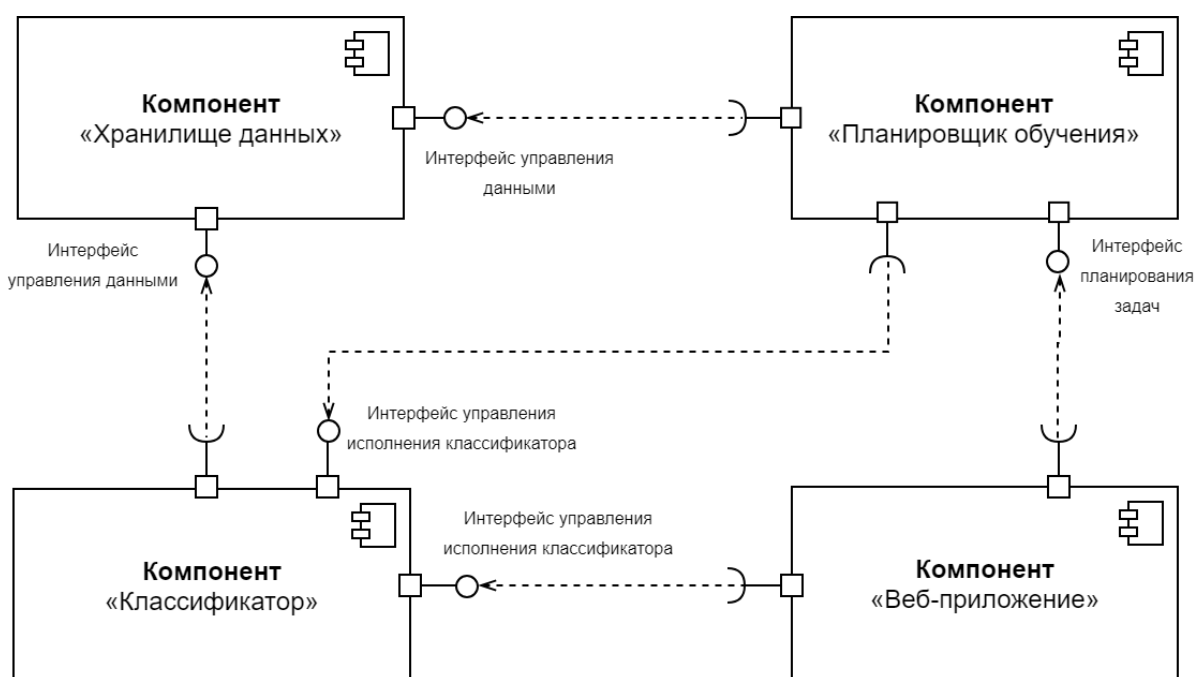 Компонент
«Хранилище данных»
Компонент
«Планировщик обучения»
Интерфейс управления
данными
Интерфейс
управления данными
Интерфейс
планирования
задач
Интерфейс управления
исполнения классификатора
Интерфейс управления
исполнения классификатора
Компонент
«Классификатор»
Компонент
«Веб-приложение»